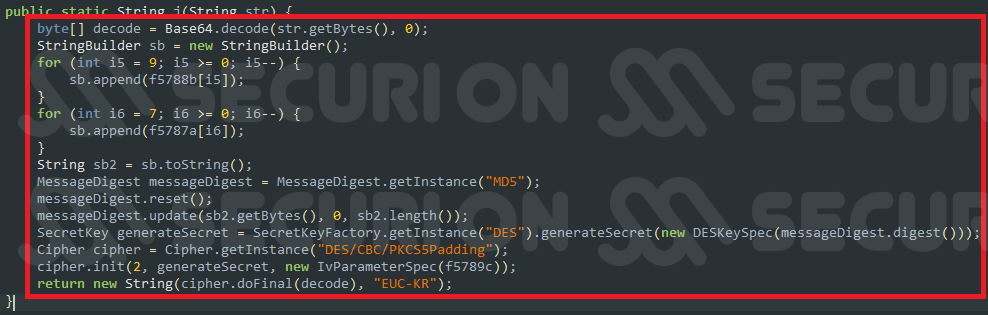 public static String i(String str) {
byte[] decode = Base64.decode(str.getBytes(), 0);
StringBuilder sb = new StringBuilder();
for (int i5 = 9; i5 >= 0; i5--) {
sb.append(f5788b[i5]);
}
for (int i6 = 7; i6 >= 0; i6--) {
sb.append(f5787a[i6]);
}
String sb2 = sb.toString();
MessageDigest messageDigest = MessageDigest.getInstance("MD5");
messageDigest.reset();
messageDigest.update(sb2.getBytes(), 0, sb2.length());
SecretKey generateSecret = SecretKeyFactory.getInstance("DES").generateSecret(new DESKeySpec(messageDigest.digest()));
Cipher cipher = Cipher.getInstance("DES/CBC/PKCS5Padding");
cipher.init(2, generateSecret, new IvParameterSpec(f5789c));
return new String(cipher.doFinal(decode), "EUC-KR");
}
SECURION
SECUR
SECURION
SECUR